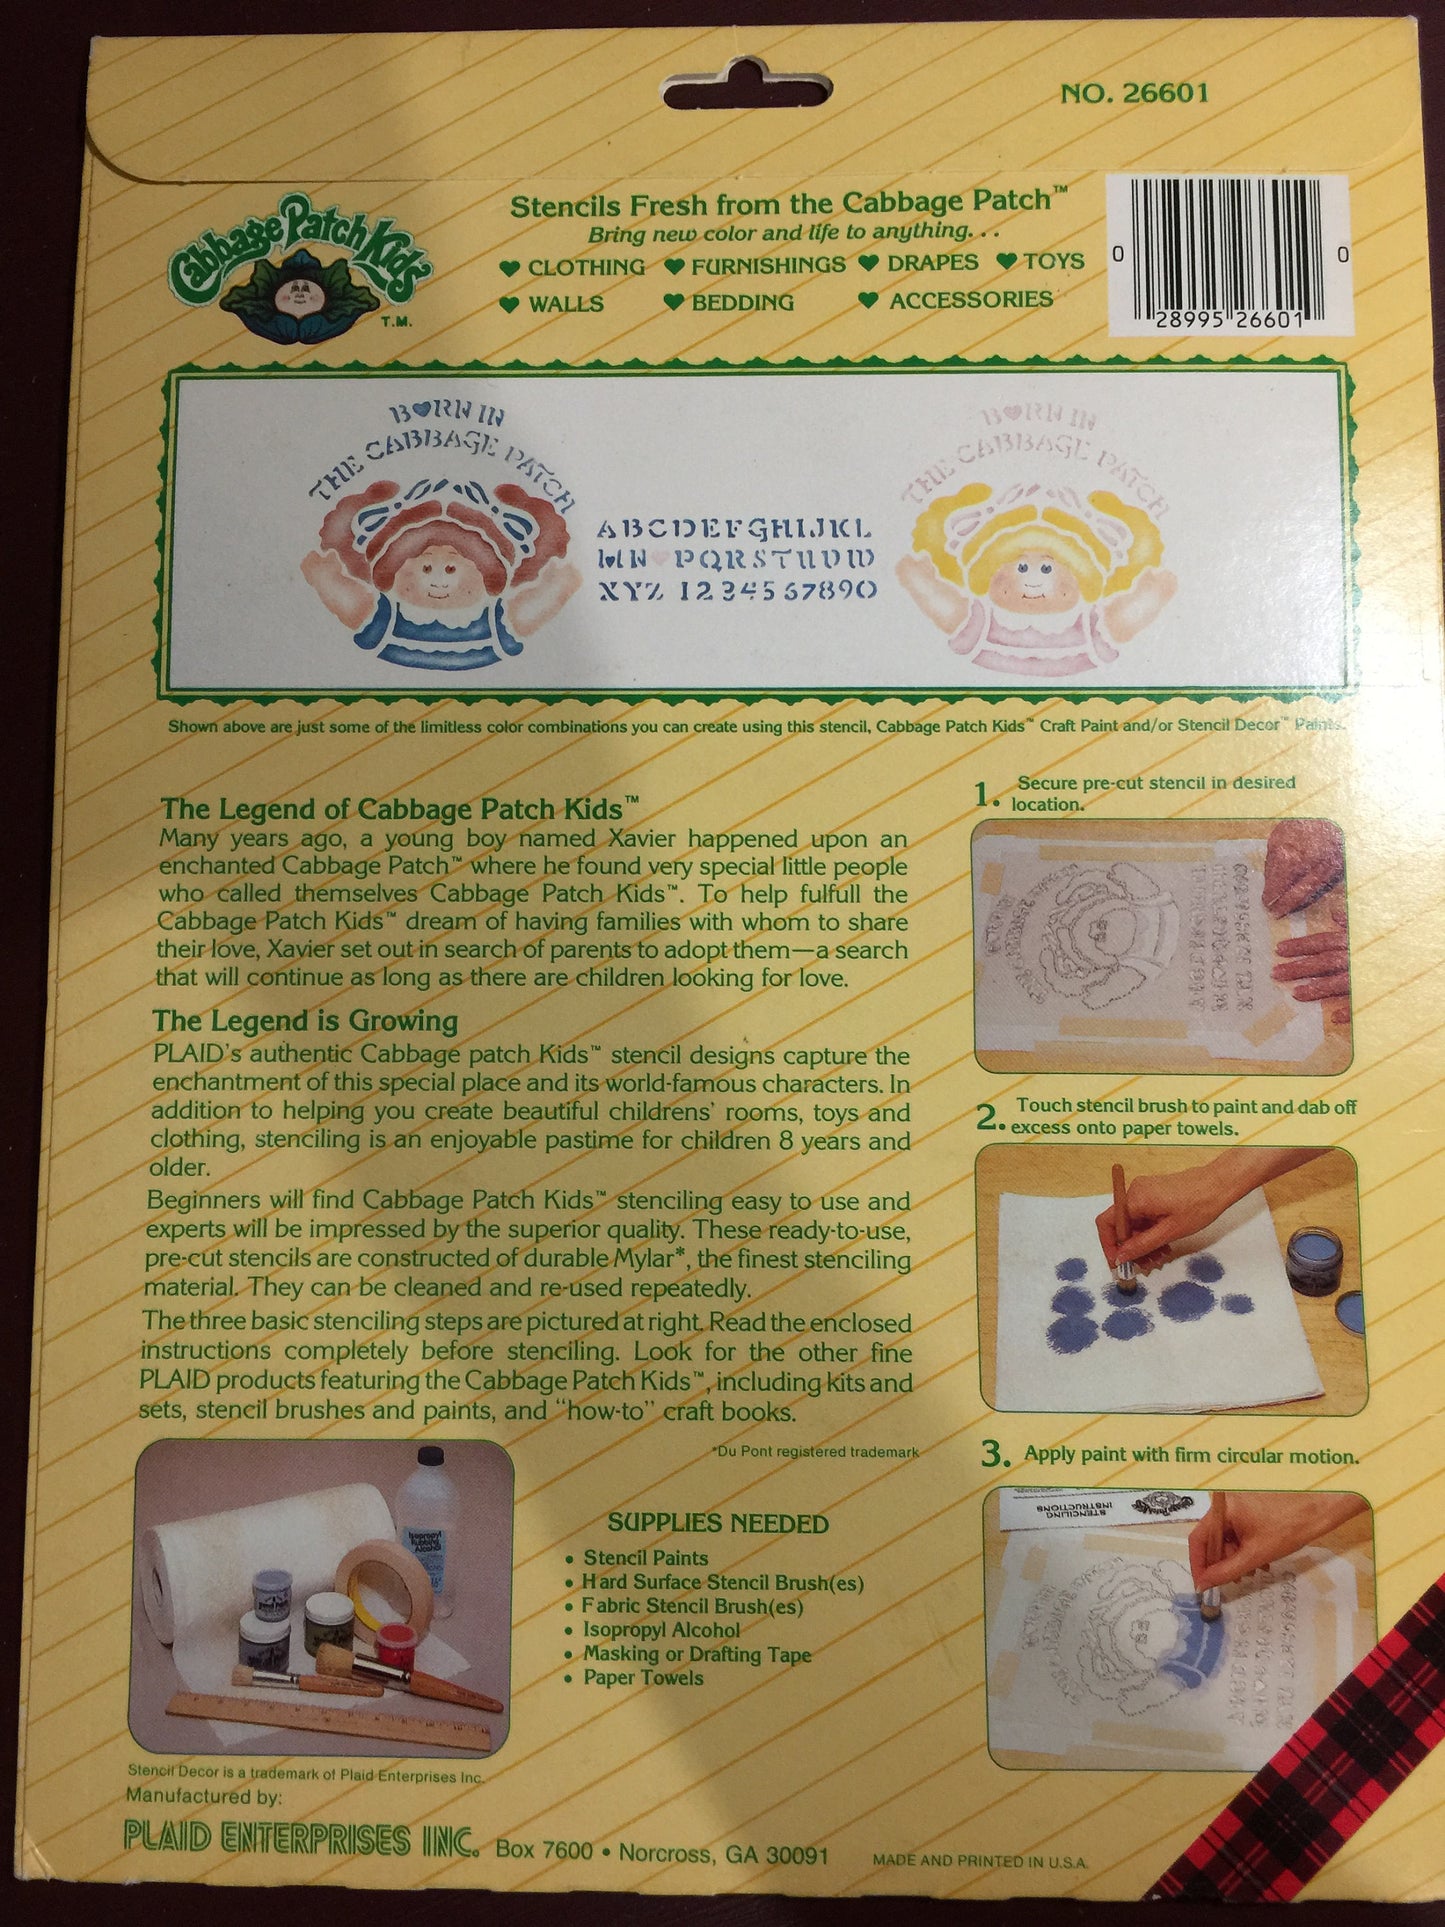 NO. 26601
Cabbage Patch Kids
T.M.
Stencils Fresh from the Cabbage Patch™
Bring new color and life to anything...
♥ CLOTHING ♥ FURNISHINGS ♥ DRAPES ♥ TOYS
♥ WALLS ♥ BEDDING ♥ ACCESSORIES
0 28995 26601 0
B♥RN IN
THE CABBAGE PATCH
ABCDEFGHIJKL
MN♥PQRSTUVW
XYZ 1234567890
B♥RN IN
THE CABBAGE PATCH
Shown above are just some of the limitless color combinations you can create using this stencil, Cabbage Patch Kids™ Craft Paint and/or Stencil Decor™ Paints.
The Legend of Cabbage Patch Kids™
Many years ago, a young boy named Xavier happened upon an
enchanted Cabbage Patch™ where he found very special little people
who called themselves Cabbage Patch Kids™. To help fulfull the
Cabbage Patch Kids™ dream of having families with whom to share
their love, Xavier set out in search of parents to adopt them—a search
that will continue as long as there are children looking for love.
The Legend is Growing
PLAID's authentic Cabbage patch Kids™ stencil designs capture the
enchantment of this special place and its world-famous characters. In
addition to helping you create beautiful childrens' rooms, toys and
clothing, stenciling is an enjoyable pastime for children 8 years and
older.
Beginners will find Cabbage Patch Kids™ stenciling easy to use and
experts will be impressed by the superior quality. These ready-to-use,
pre-cut stencils are constructed of durable Mylar*, the finest stenciling
material. They can be cleaned and re-used repeatedly.
The three basic stenciling steps are pictured at right. Read the enclosed
instructions completely before stenciling. Look for the other fine
PLAID products featuring the Cabbage Patch Kids™, including kits and
sets, stencil brushes and paints, and "how-to" craft books.
*Du Pont registered trademark
1. Secure pre-cut stencil in desired
location.
2. Touch stencil brush to paint and dab off
excess onto paper towels.
3. Apply paint with firm circular motion.
STENCILING
INSTRUCTIONS
Isopropyl
Rubbing
Alcohol
SUPPLIES NEEDED
• Stencil Paints
• Hard Surface Stencil Brush(es)
• Fabric Stencil Brush(es)
• Isopropyl Alcohol
• Masking or Drafting Tape
• Paper Towels
Stencil Decor is a trademark of Plaid Enterprises Inc.
Manufactured by:
PLAID ENTERPRISES INC. Box 7600 • Norcross, GA 30091
MADE AND PRINTED IN U.S.A.